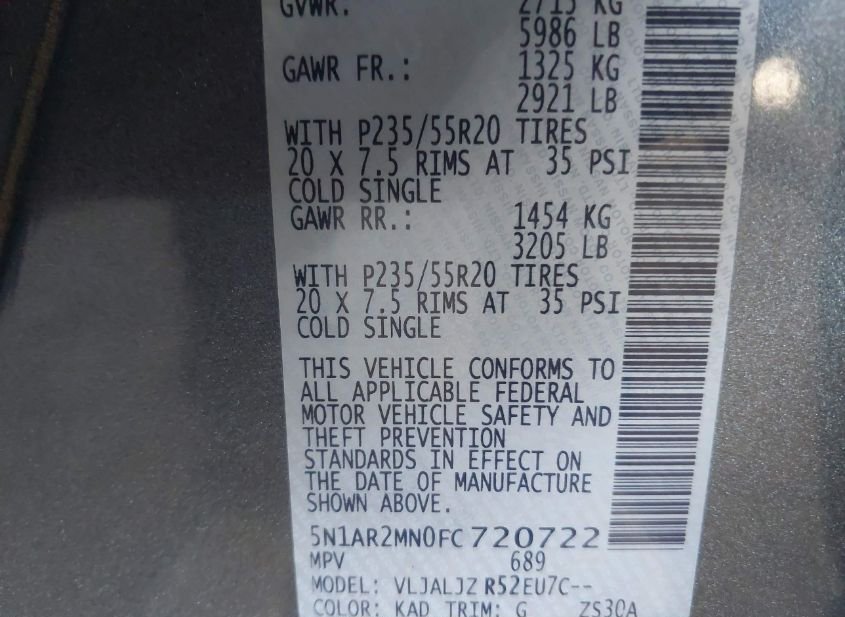 GVWR: 2715 KG
5986 LB
GAWR FR.: 1325 KG
2921 LB
WITH P235/55R20 TIRES
20 X 7.5 RIMS AT 35 PSI
COLD SINGLE
GAWR RR.: 1454 KG
3205 LB
WITH P235/55R20 TIRES
20 X 7.5 RIMS AT 35 PSI
COLD SINGLE
THIS VEHICLE CONFORMS TO
ALL APPLICABLE FEDERAL
MOTOR VEHICLE SAFETY AND
THEFT PREVENTION
STANDARDS IN EFFECT ON
THE DATE OF MANUFACTURE
SHOWN ABOVE.
5N1AR2MN0FC720722
MPV 689
MODEL: VLJALJZ R52EU7C--
COLOR: KAD TRIM: G ZS30A